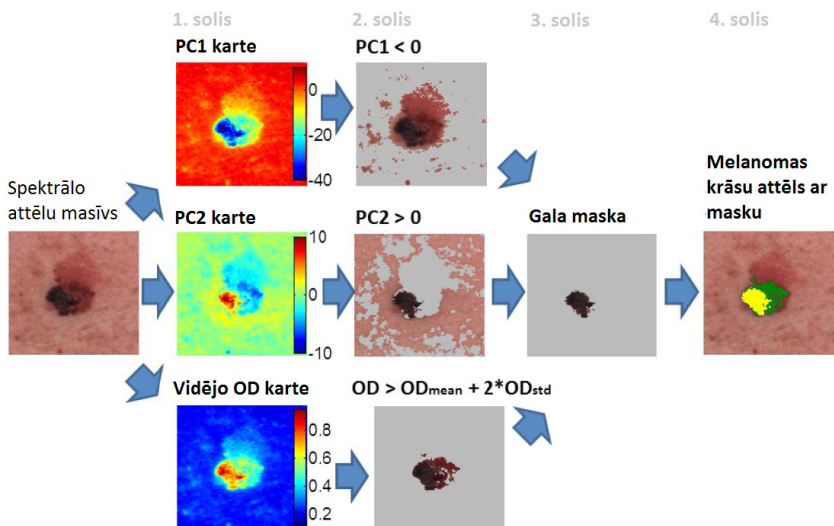 1. solis
2. solis
3. solis
4. solis
PC1 karte
PC1 < 0
0
-20
-40
Spektrālo
attēlu masīvs
PC2 karte
PC2 > 0
Gala maska
Melanomas
krāsu attēls ar
masku
10
0
-10
Vidējo OD karte
OD > ODmean + 2*ODstd
0.8
0.6
0.4
0.2